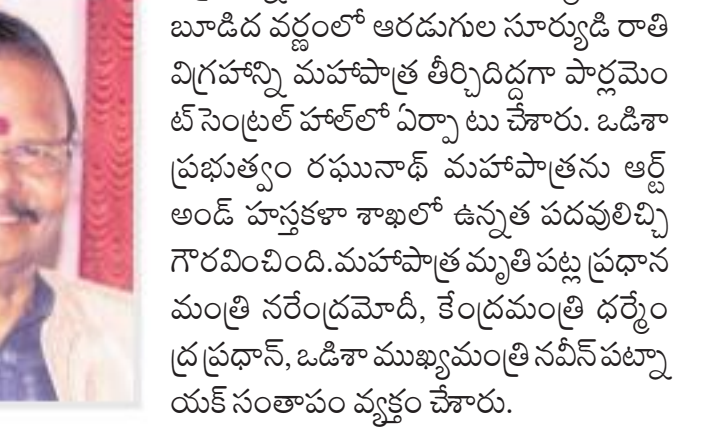 బూడిద వర్ణంలో ఆరడుగుల సూర్యుడి రాతి
విగ్రహాన్ని మహాపాత్ర తీర్చిదిద్దగా పార్లమెం
ట్ సెంట్రల్ హాల్‌లో ఏర్పా టు చేశారు. ఒడిశా
ప్రభుత్వం రఘునాథ్ మహాపాత్రను ఆర్ట్
అండ్ హస్తకళా శాఖలో ఉన్నత పదవులిచ్చి
గౌరవించింది.మహాపాత్ర మృతి పట్ల ప్రధాన
మంత్రి నరేంద్రమోదీ, కేంద్రమంత్రి ధర్మేం
ద్ర ప్రధాన్, ఒడిశా ముఖ్యమంత్రి నవీన్ పట్నా
యక్ సంతాపం వ్యక్తం చేశారు.